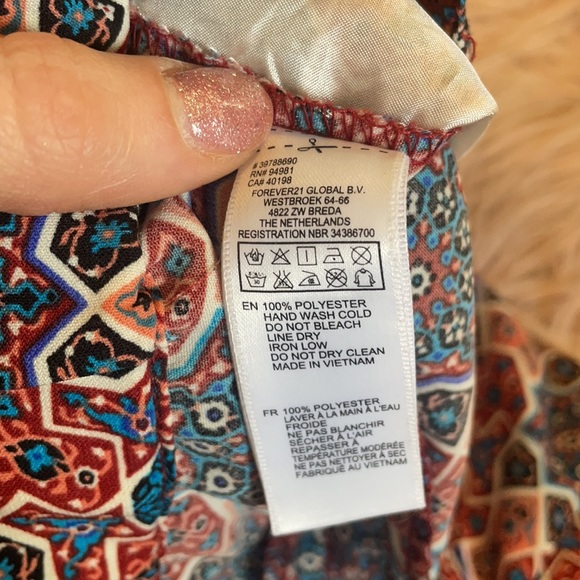 # 39788690
RN# 94981
CA# 40198
FOREVER21 GLOBAL B.V.
WESTBROEK 64-66
4822 ZW BREDA
THE NETHERLANDS
REGISTRATION NBR 34386700
EN 100% POLYESTER
HAND WASH COLD
DO NOT BLEACH
LINE DRY
IRON LOW
DO NOT DRY CLEAN
MADE IN VIETNAM
FR 100% POLYESTER
LAVER À LA MAIN À L'EAU
FROIDE
NE PAS BLANCHIR
SÉCHER À L'AIR
REPASSER À
TEMPÉRATURE MODÉRÉE
NE PAS NETTOYER À SEC
FABRIQUÉ AU VIETNAM